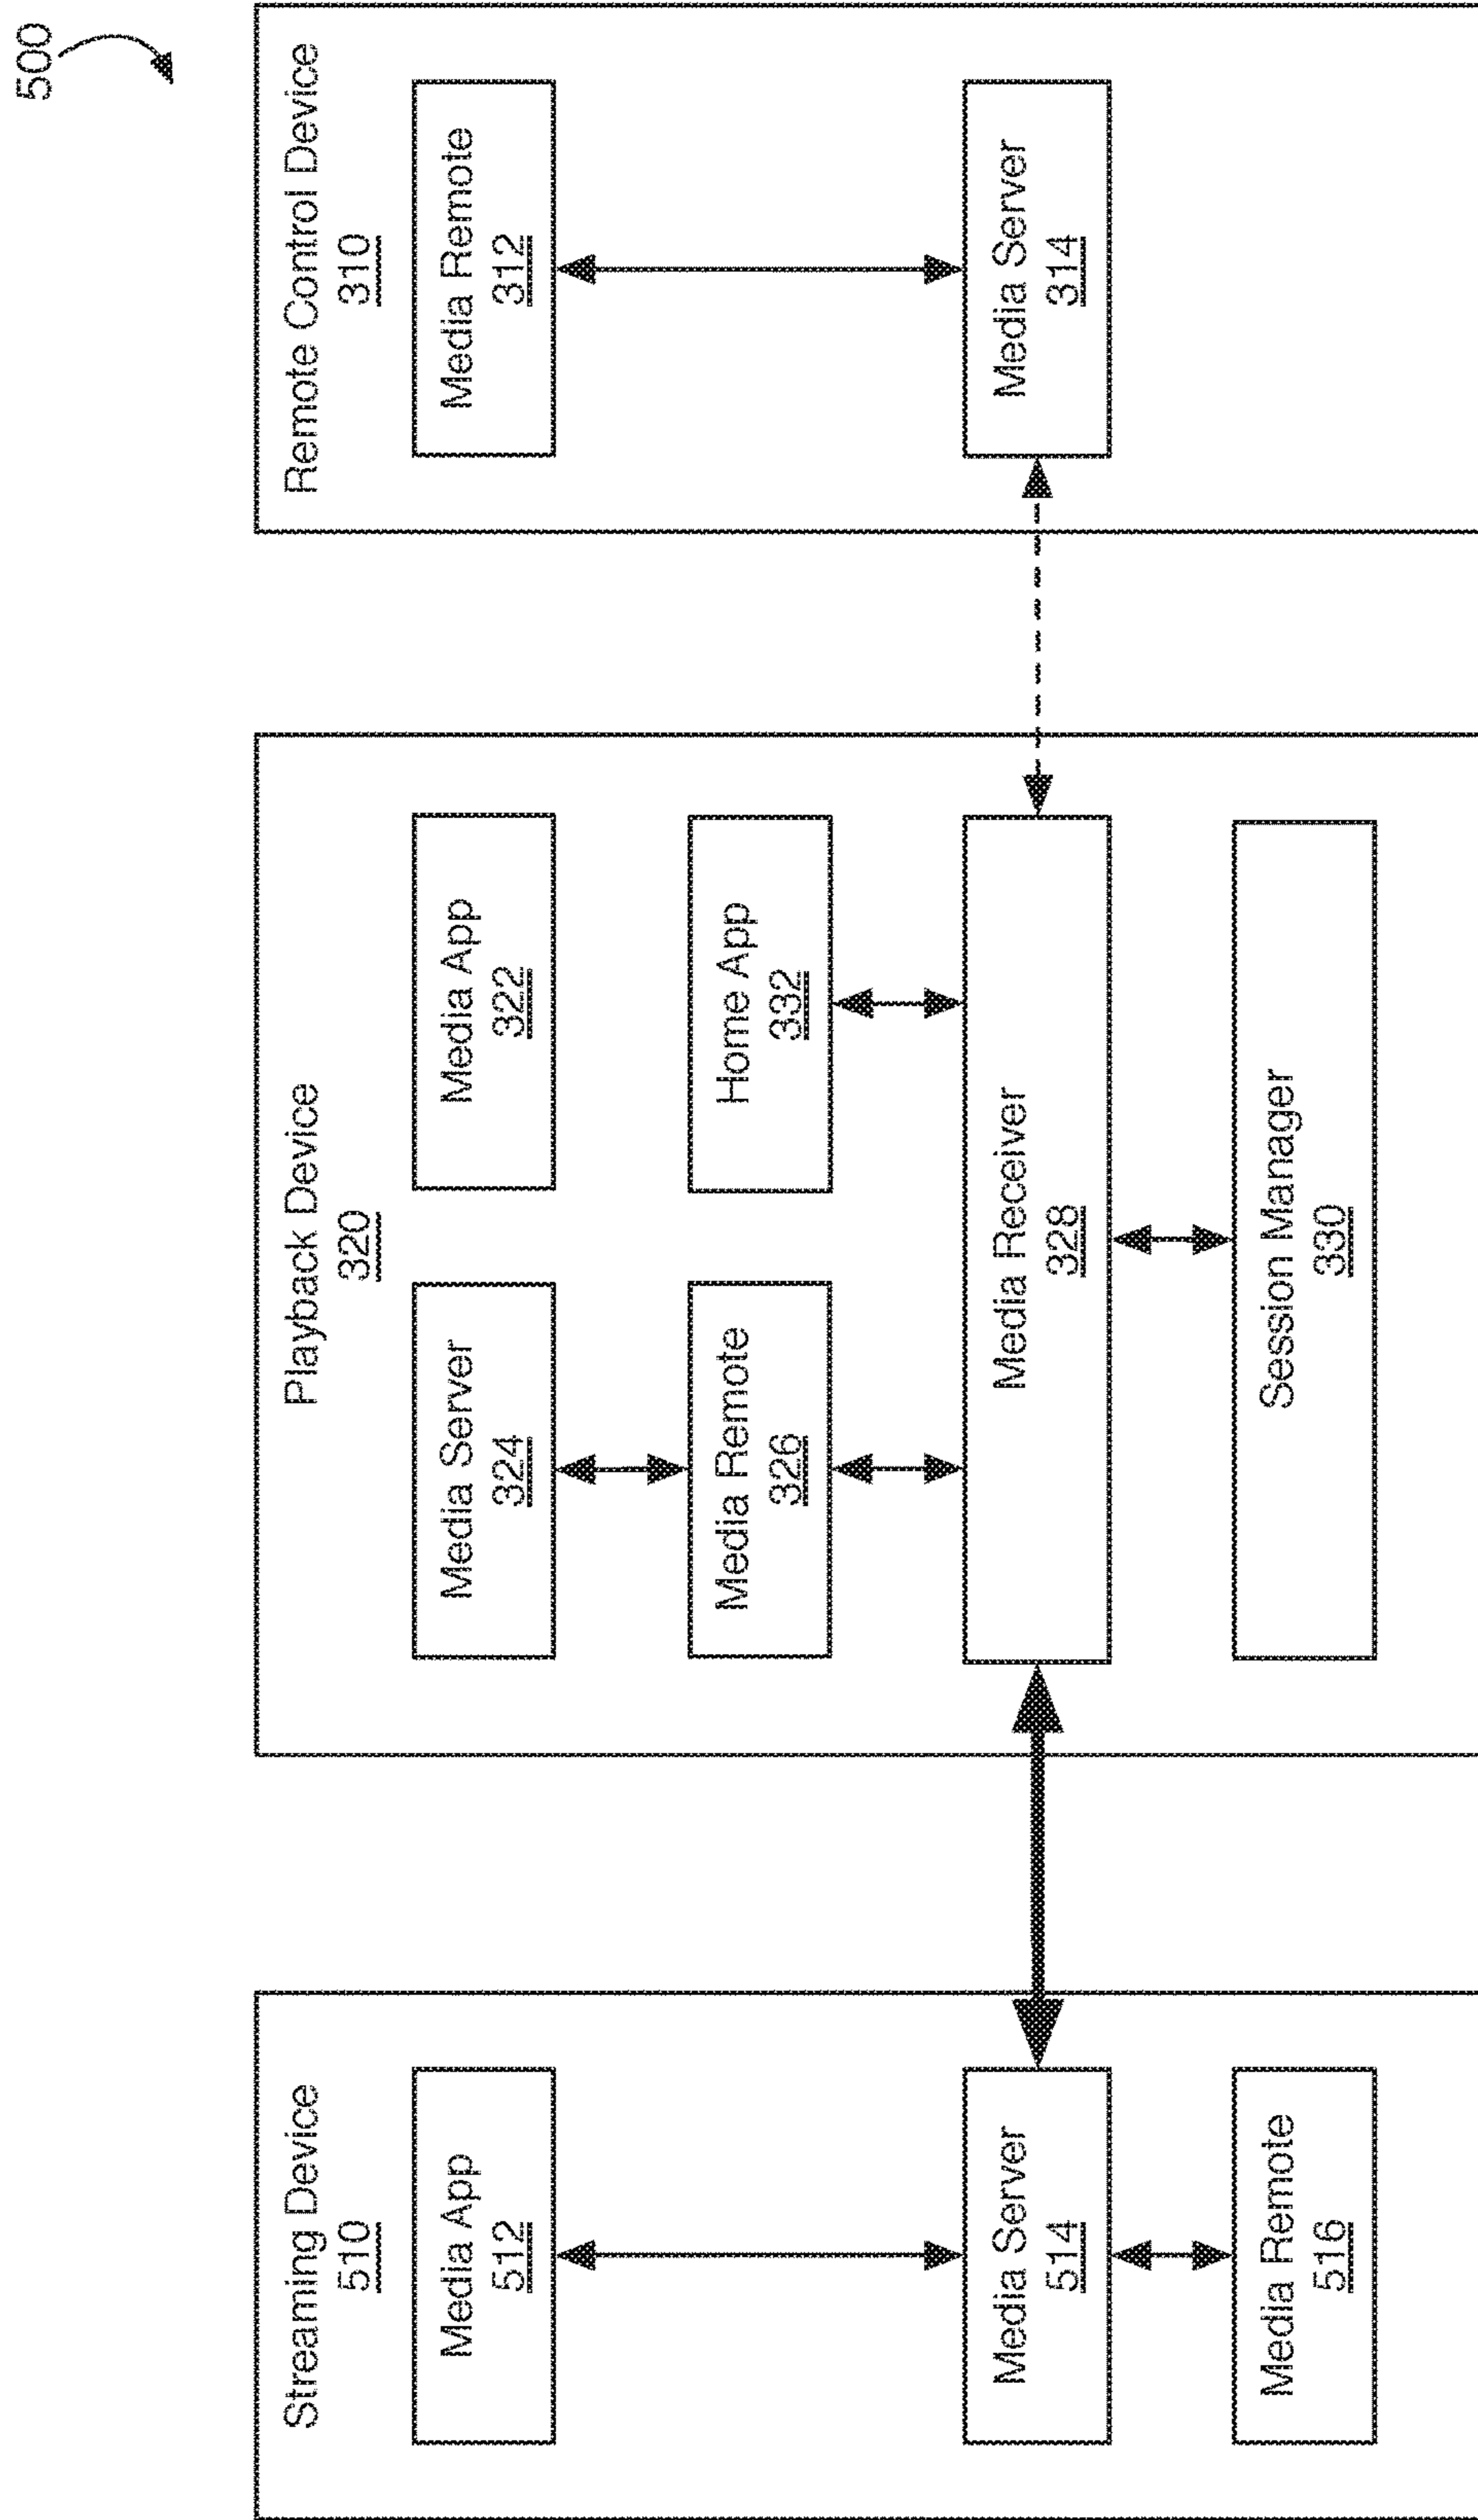 500
Streaming Device
510
Media App
512
Media Server
514
Media Remote
516
Playback Device
320
Media Server
324
Media App
322
Media Remote
326
Home App
332
Media Receiver
328
Session Manager
330
Remote Control Device
310
Media Remote
312
Media Server
314